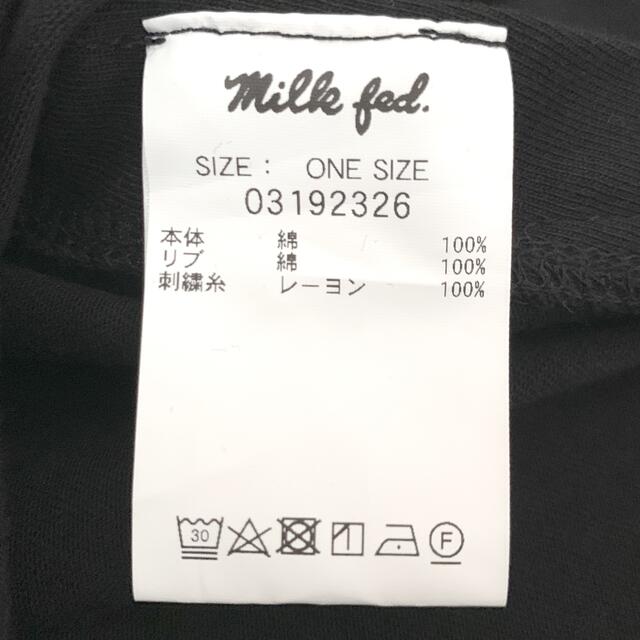 milk fed.
SIZE： ONE SIZE
03192326
本体 綿 100%
リブ 綿 100%
刺繍糸 レーヨン 100%
30 F